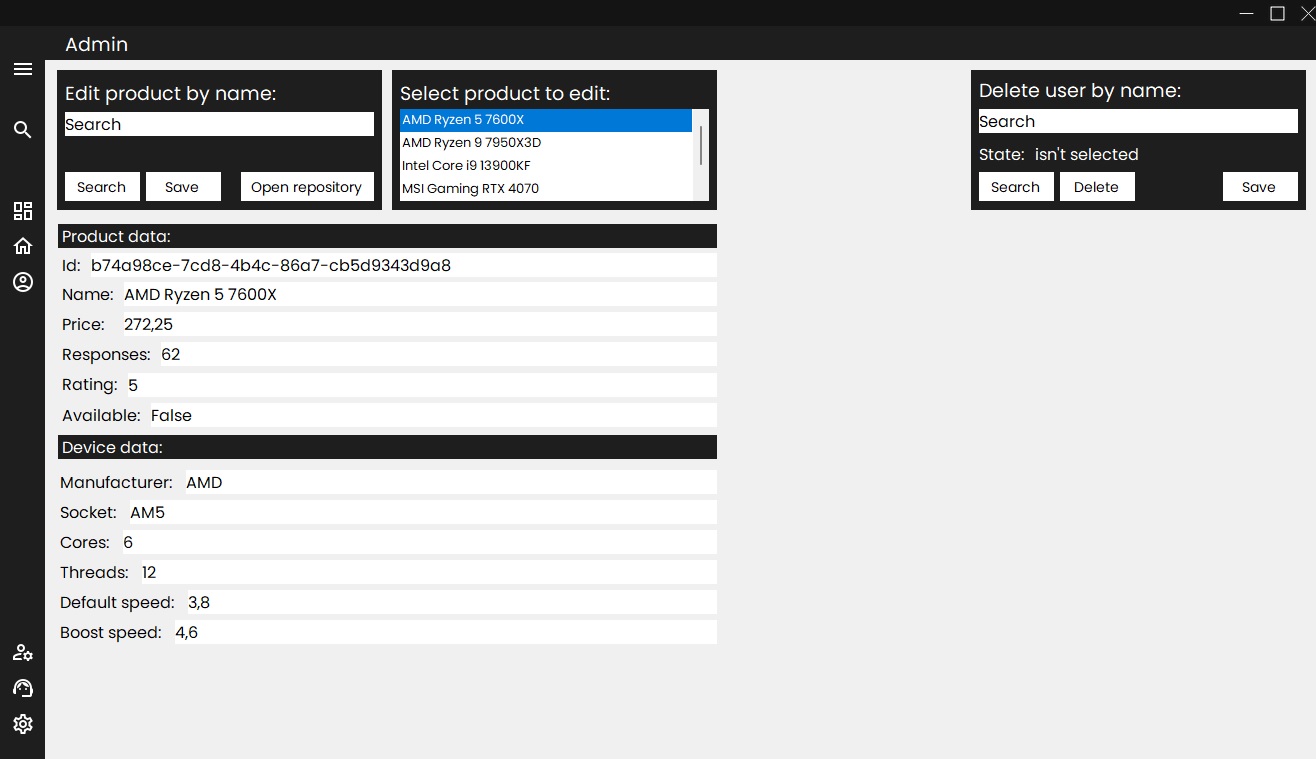 Admin
Edit product by name:
Search
Search Save Open repository
Select product to edit:
AMD Ryzen 5 7600X
AMD Ryzen 9 7950X3D
Intel Core i9 13900KF
MSI Gaming RTX 4070
Delete user by name:
Search
State: isn't selected
Search Delete Save
Product data:
Id: b74a98ce-7cd8-4b4c-86a7-cb5d9343d9a8
Name: AMD Ryzen 5 7600X
Price: 272,25
Responses: 62
Rating: 5
Available: False
Device data:
Manufacturer: AMD
Socket: AM5
Cores: 6
Threads: 12
Default speed: 3,8
Boost speed: 4,6